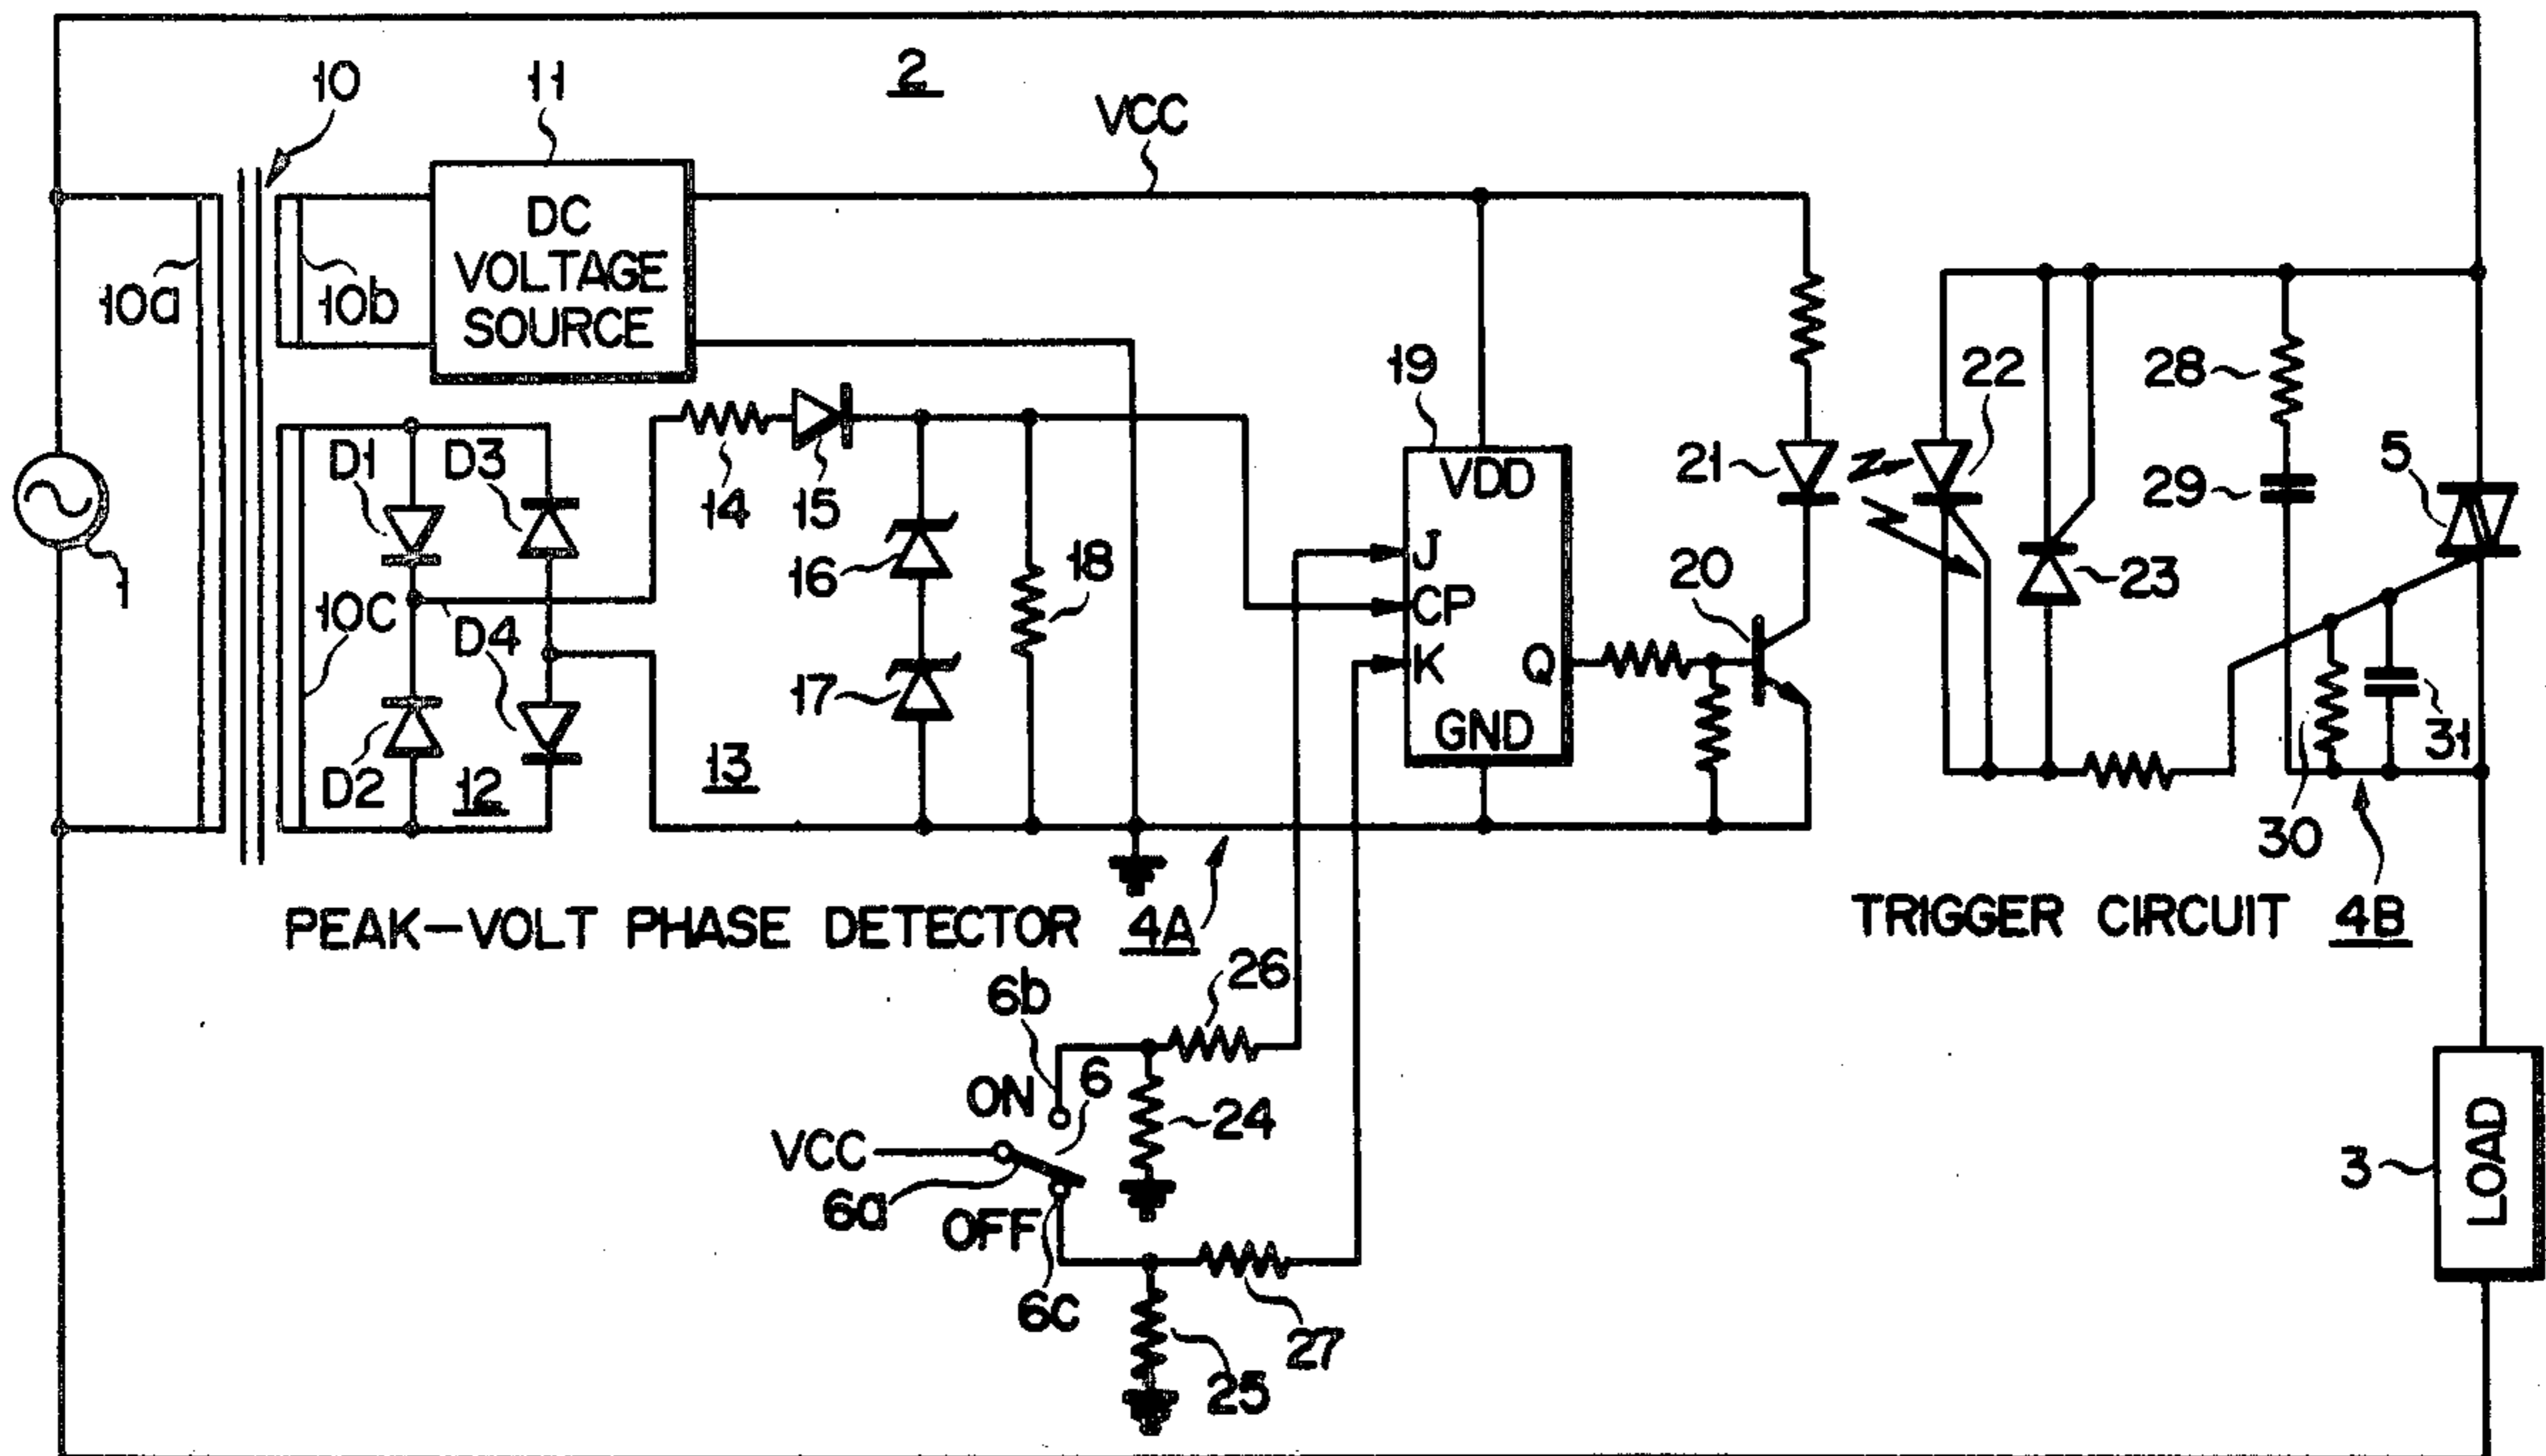 2
10
11
VCC
DC
VOLTAGE
SOURCE
10a
10b
19
28
22
5
D1
D3
21
VDD
29
14
15
1
J
16
18
20
23
10C
CP
D4
K
Q
17
31
D2
12
13
GND
30
PEAK-VOLT PHASE DETECTOR 4A
TRIGGER CIRCUIT 4B
26
6b
6
ON
24
VCC
LOAD
3
6a
OFF
6c
27
25